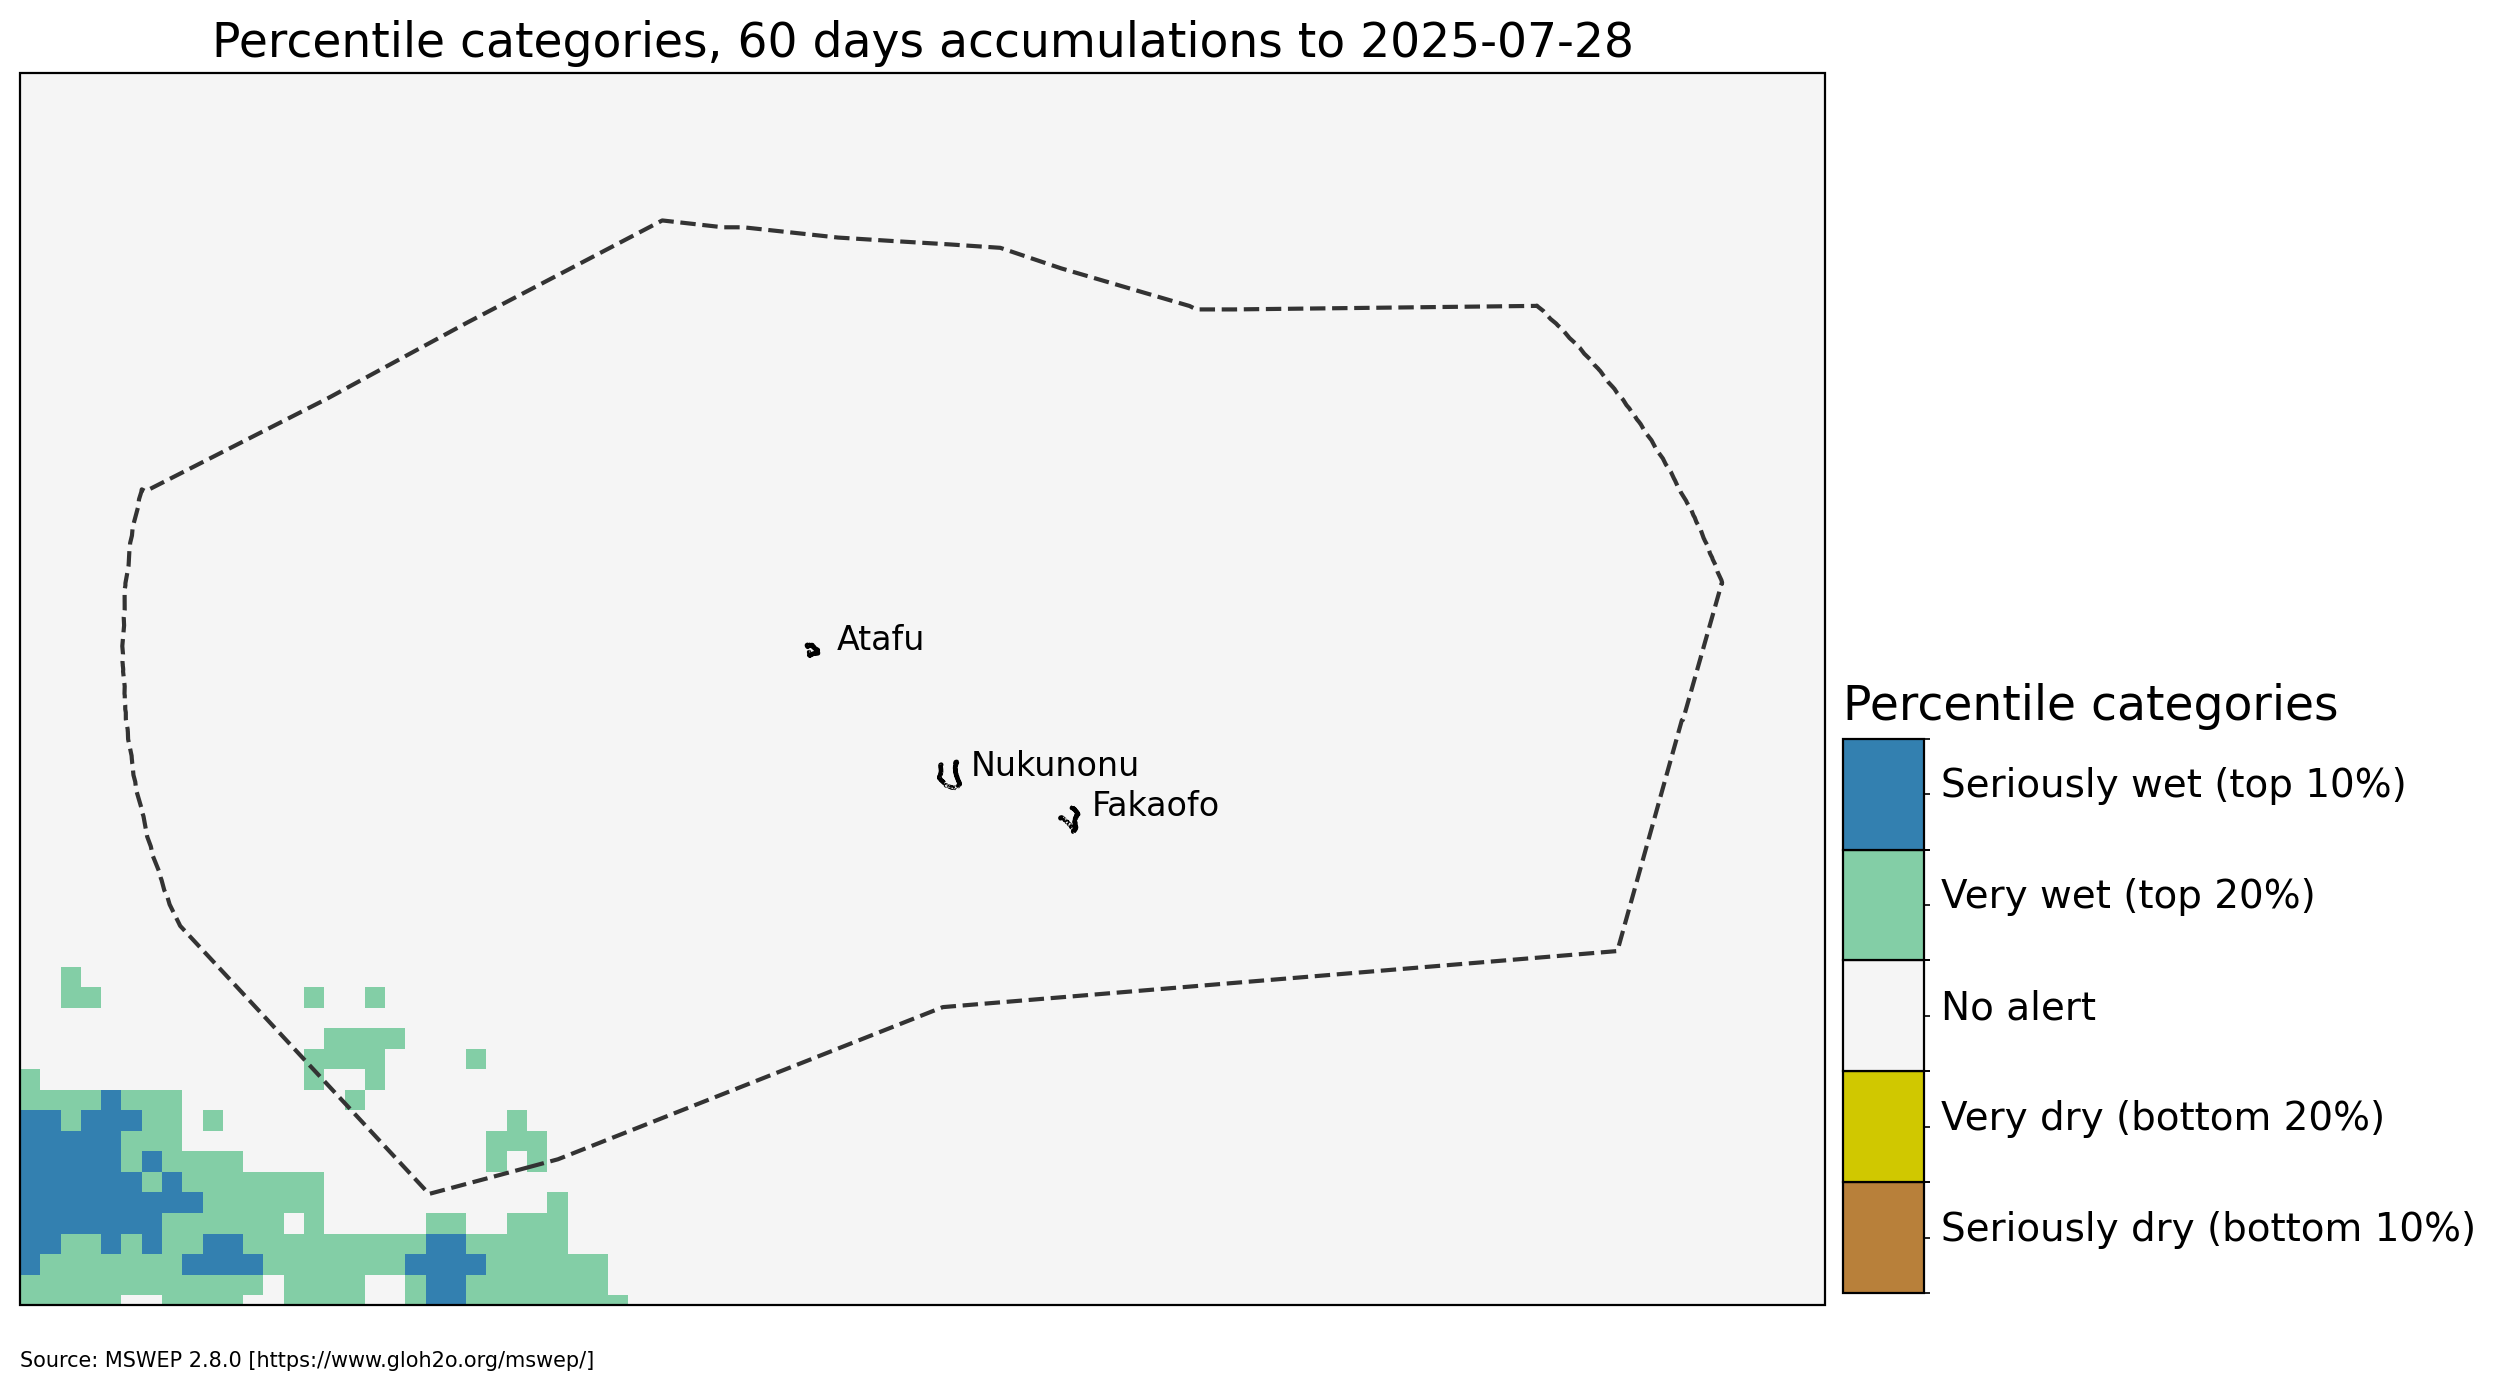 Percentile categories, 60 days accumulations to 2025-07-28
Atafu
Nukunonu
Fakaofo
Percentile categories
Seriously wet (top 10%)
Very wet (top 20%)
No alert
Very dry (bottom 20%)
Seriously dry (bottom 10%)
Source: MSWEP 2.8.0 [https://www.gloh2o.org/mswep/]